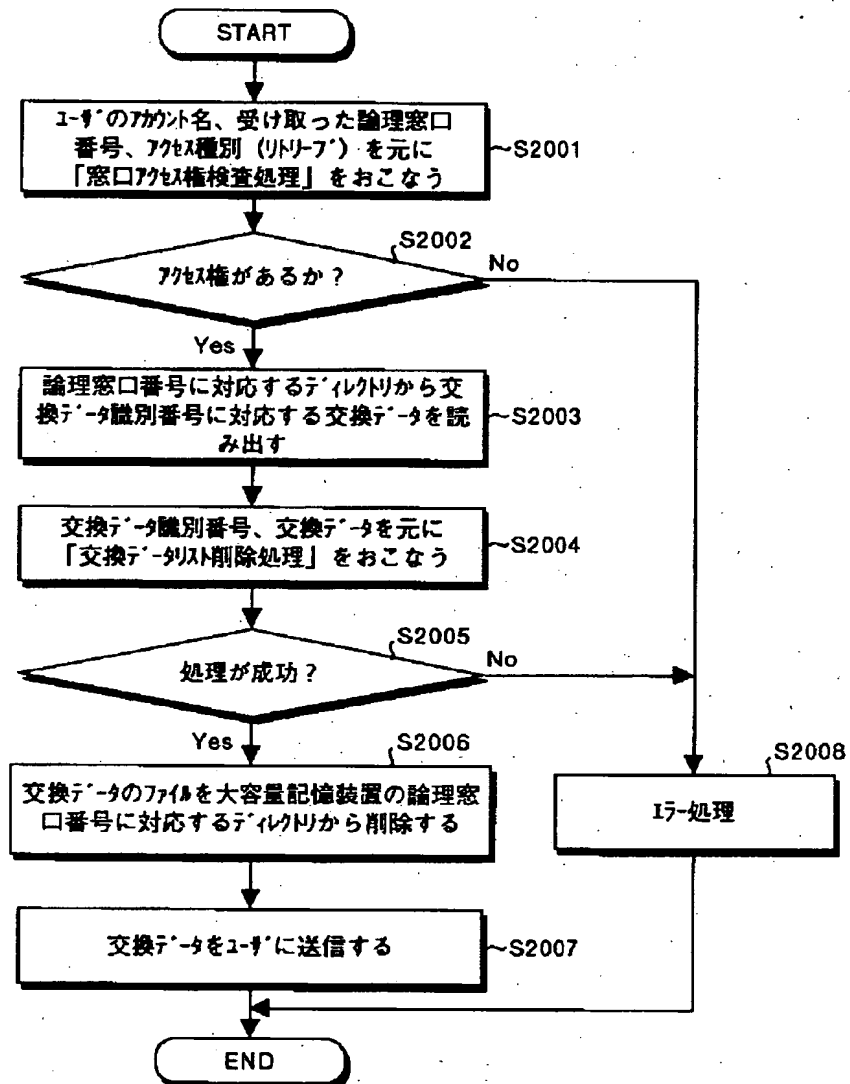 START
ユーザのアカウント名、受け取った論理窓口
番号、アクセス種別（リトリーブ）を元に
「窓口アクセス権検査処理」をおこなう
~S2001
S2002
アクセス権があるか？
No
Yes
論理窓口番号に対応するディレクトリから交
換データ識別番号に対応する交換データを読
み出す
~S2003
交換データ識別番号、交換データを元に
「交換データリスト削除処理」をおこなう
~S2004
S2005
処理が成功？
No
Yes
S2006
交換データのファイルを大容量記憶装置の論理窓
口番号に対応するディレクトリから削除する
S2008
エラー処理
交換データをユーザに送信する
~S2007
END